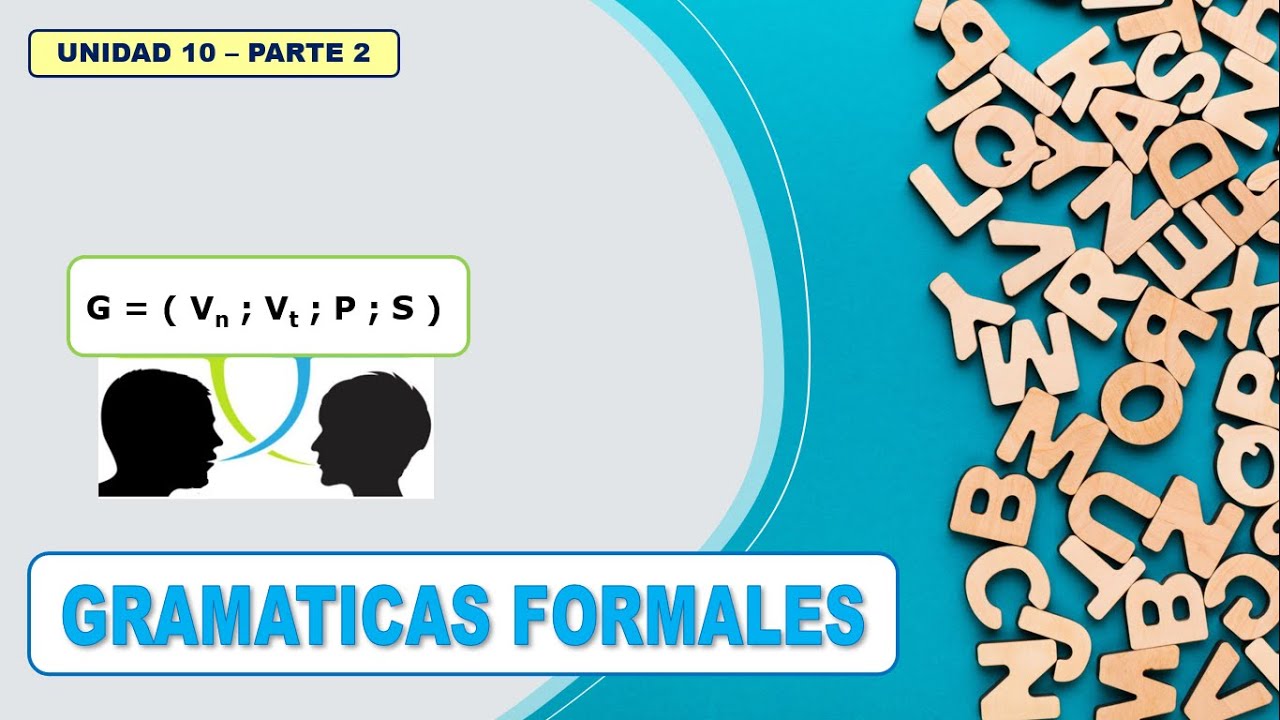 UNIDAD 10 – PARTE 2
G = ( Vn ; Vt ; P ; S )
GRAMATICAS FORMALES